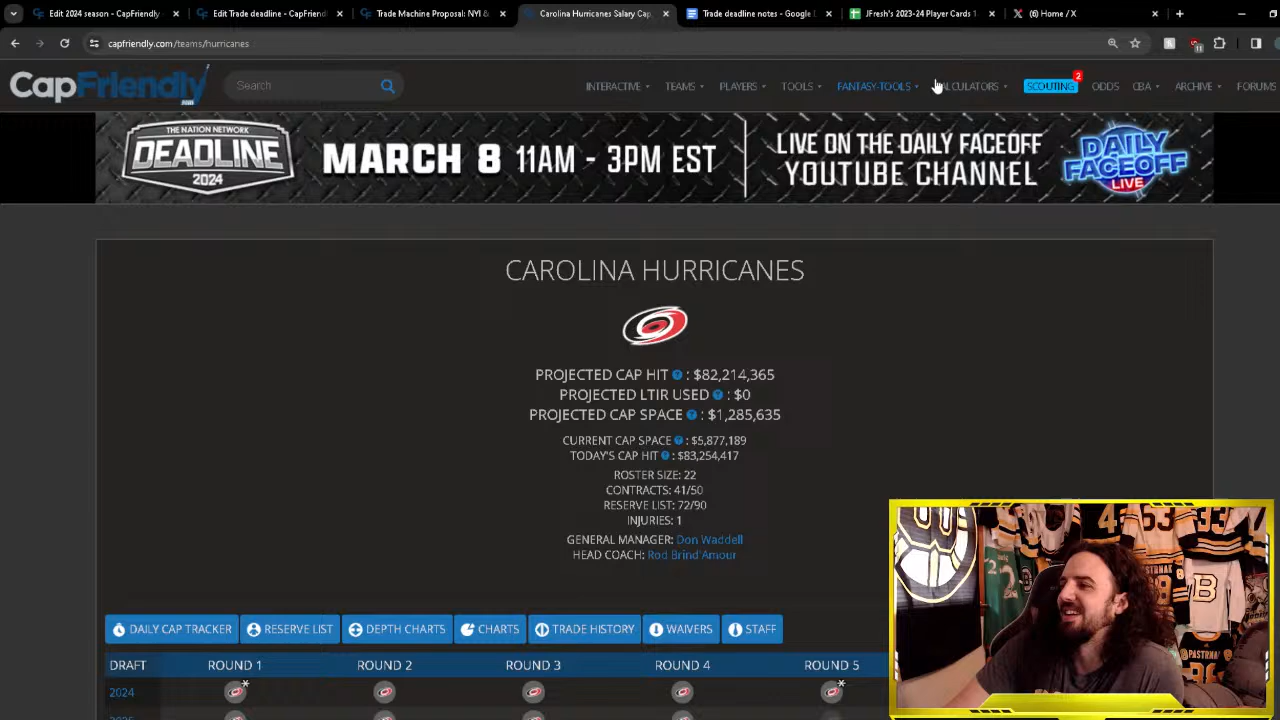 Edit 2024 season - CapFriendly
Edit Trade deadline - CapFriend
Trade Machine Proposal: NYI &
Carolina Hurricanes Salary Cap,
Trade deadline notes - Google
JFresh's 2023-24 Player Cards
(6) Home / X
capfriendly.com/teams/hurricanes
11
CapFriendly
.com
Search
INTERACTIVE
TEAMS
PLAYERS
TOOLS
FANTASY-TOOLS
CALCULATORS
SCOUTING
2
ODDS
CBA
ARCHIVE
FORUMS
THE NATION NETWORK
DEADLINE
2024
MARCH 8 11AM - 3PM EST
LIVE ON THE DAILY FACEOFF
YOUTUBE CHANNEL
DAILY
FACEOFF
LIVE
CAROLINA HURRICANES
PROJECTED CAP HIT ? : $82,214,365
PROJECTED LTIR USED ? : $0
PROJECTED CAP SPACE ? : $1,285,635
CURRENT CAP SPACE ? : $5,877,189
TODAY'S CAP HIT ? : $83,254,417
ROSTER SIZE: 22
CONTRACTS: 41/50
RESERVE LIST: 72/90
INJURIES: 1
GENERAL MANAGER: Don Waddell
HEAD COACH: Rod Brind'Amour
DAILY CAP TRACKER
RESERVE LIST
DEPTH CHARTS
CHARTS
TRADE HISTORY
WAIVERS
STAFF
DRAFT ROUND 1 ROUND 2 ROUND 3 ROUND 4 ROUND 5
2024 * *
B
PASTRNAK